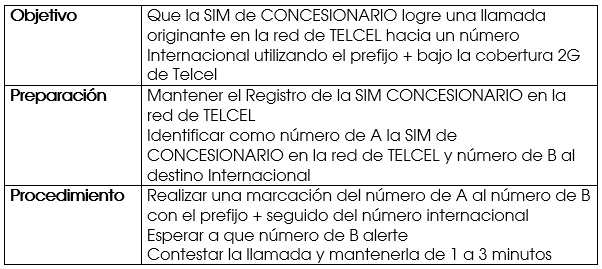 Objetivo
Que la SIM de CONCESIONARIO logre una llamada
originante en la red de TELCEL hacia un número
Internacional utilizando el prefijo + bajo la cobertura 2G
de Telcel
Preparación
Mantener el Registro de la SIM CONCESIONARIO en la
red de TELCEL
Identificar como número de A la SIM de
CONCESIONARIO en la red de TELCEL y número de B al
destino Internacional
Procedimiento
Realizar una marcación del número de A al número de B
con el prefijo + seguido del número internacional
Esperar a que número de B alerte
Contestar la llamada y mantenerla de 1 a 3 minutos